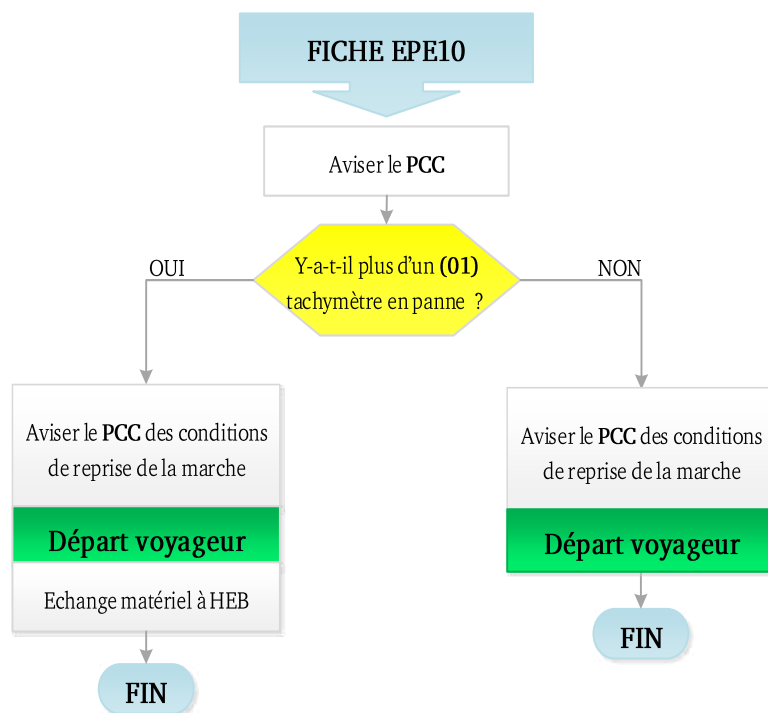 FICHE EPE10
Aviser le PCC
Y-a-t-il plus d'un (01)
tachymètre en panne ?
OUI
NON
Aviser le PCC des conditions
de reprise de la marche
Départ voyageur
Echange matériel à HEB
FIN
Aviser le PCC des conditions
de reprise de la marche
Départ voyageur
FIN